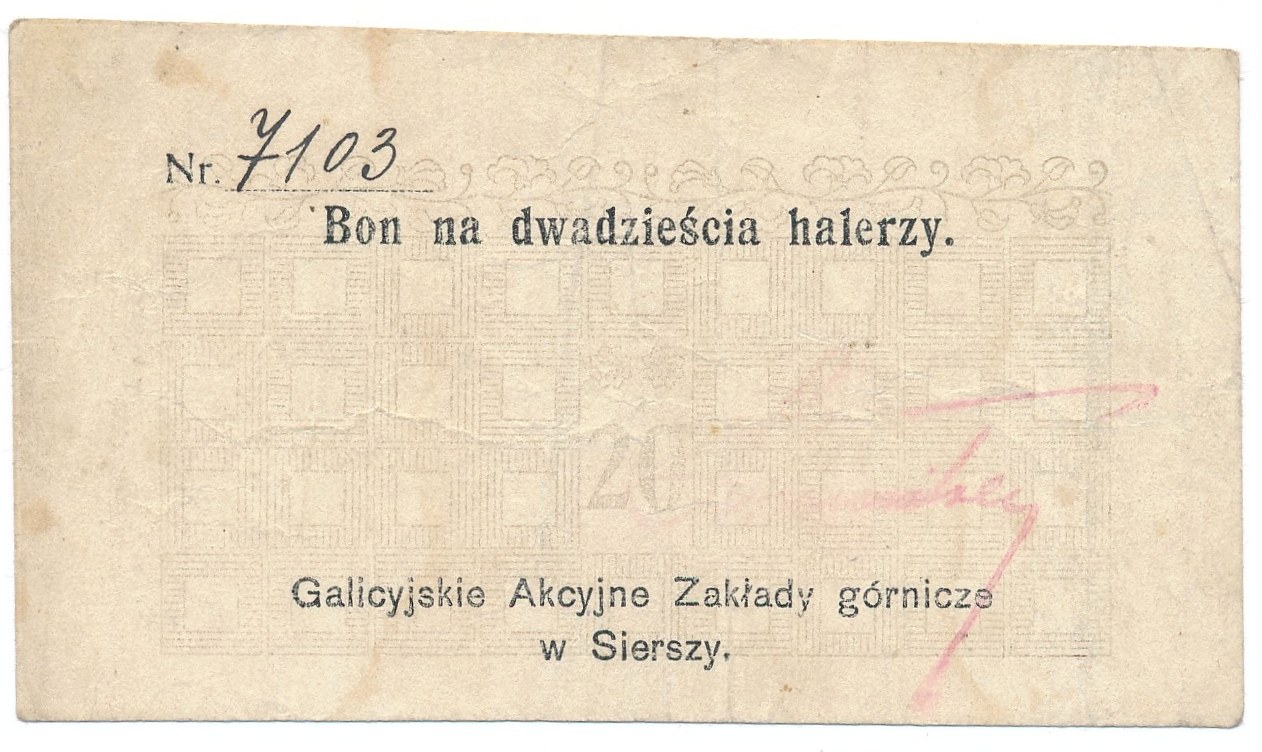 Nr. 7103
Bon na dwadzieścia halerzy.
20
Galicyjskie Akcyjne Zakłady górnicze
w Sierszy.